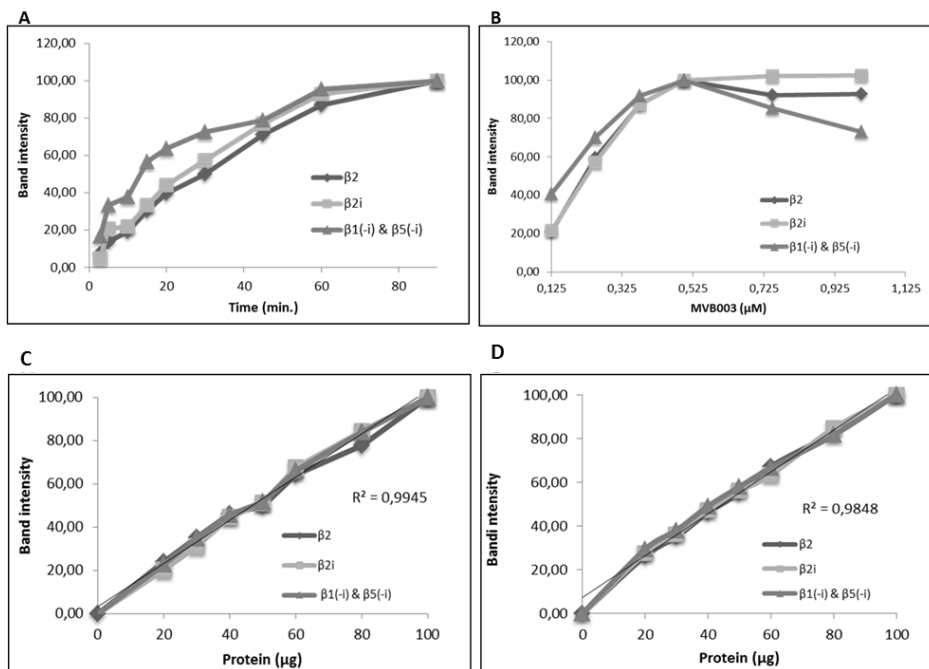 A
120,00
100,00
80,00
60,00
40,00
20,00
0,00
Band intensity
0 20 40 60 80
Time (min.)
β2
β2i
β1(-i) & β5(-i)
B
120,00
100,00
80,00
60,00
40,00
20,00
0,00
Band intensity
0,125 0,325 0,525 0,725 0,925 1,125
MVB003 (µM)
β2
β2i
β1(-i) & β5(-i)
C
100,00
80,00
60,00
40,00
20,00
0,00
Band intensity
0 20 40 60 80 100
Protein (µg)
R² = 0,9945
β2
β2i
β1(-i) & β5(-i)
D
100,00
80,00
60,00
40,00
20,00
0,00
Bandi ntensity
0 20 40 60 80 100
Protein (µg)
R² = 0,9848
β2
β2i
β1(-i) & β5(-i)